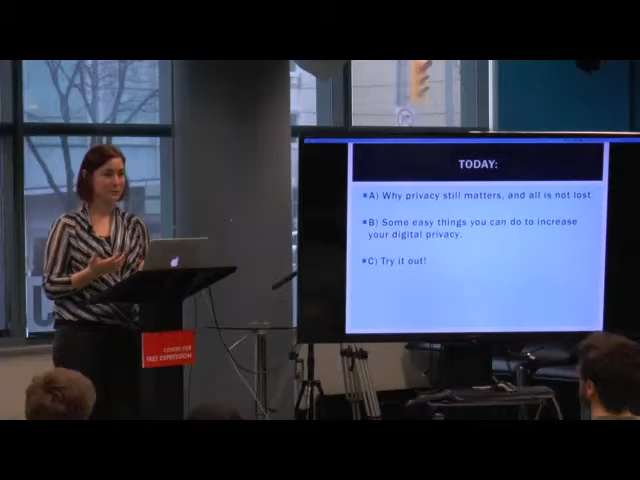 TODAY:
A) Why privacy still matters, and all is not lost.
B) Some easy things you can do to increase
your digital privacy.
C) Try it out!
CENTRE FOR
FREE EXPRESSION